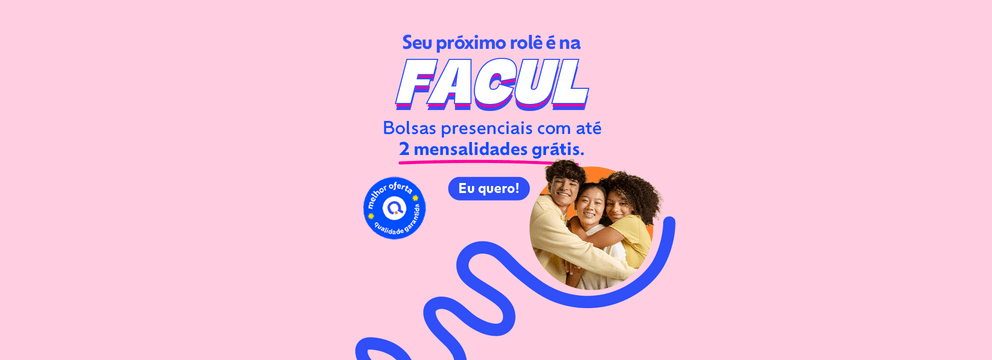 Seu próximo rolê é na
FACUL
Bolsas presenciais com até
2 mensalidades grátis.
Eu quero!
melhor oferta
qualidade garantida